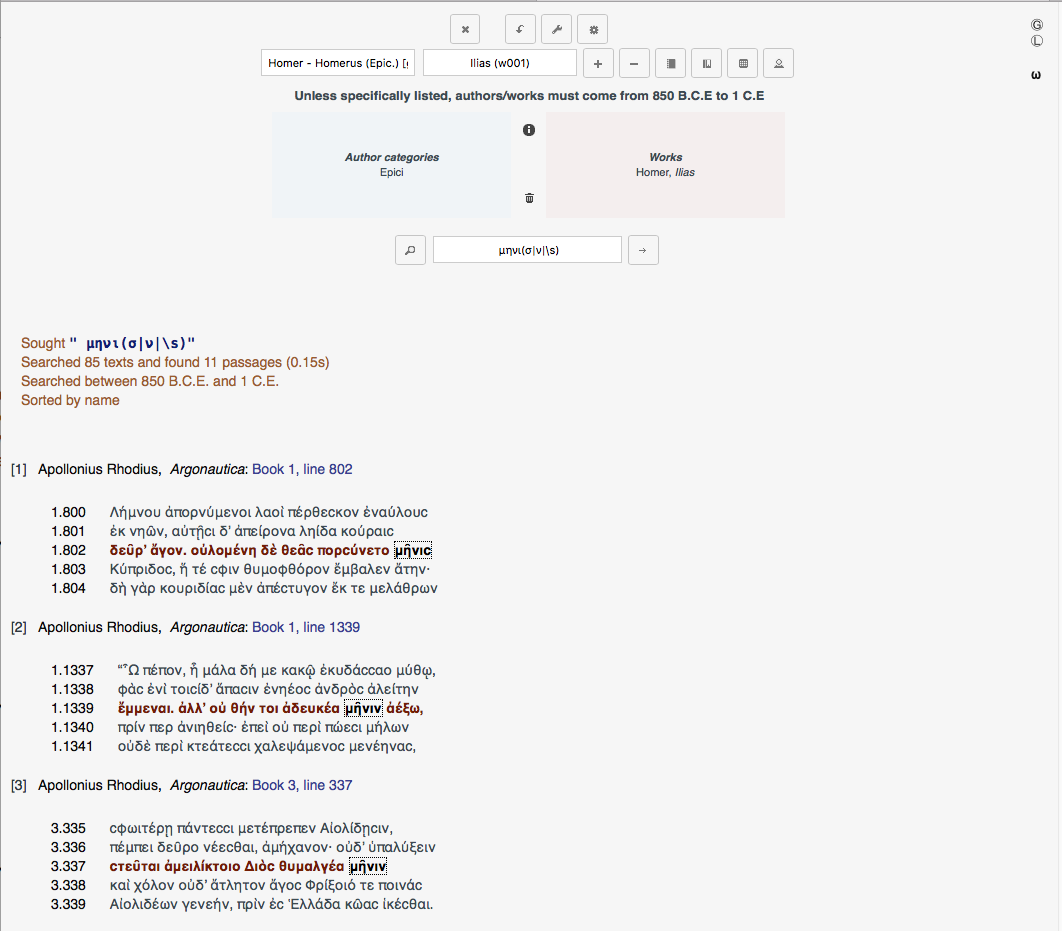 Homer - Homerus (Epic.) [g
Ilias (w001)
Unless specifically listed, authors/works must come from 850 B.C.E to 1 C.E
Author categories
Epici
Works
Homer, Ilias
μηνι(σ|ν|\s)
G
L
ω
Sought " μηνι(σ|ν|\s)"
Searched 85 texts and found 11 passages (0.15s)
Searched between 850 B.C.E. and 1 C.E.
Sorted by name
[1] Apollonius Rhodius, Argonautica: Book 1, line 802
1.800 Λήμνου ἀπορνύμενοι λαοὶ πέρθεϲκον ἐναύλουϲ
1.801 ἐκ νηῶν, αὐτῇϲι δ’ ἀπείρονα ληίδα κούραιϲ
1.802 δεῦρ’ ἄγον. οὐλομένη δὲ θεᾶϲ πορϲύνετο μῆνιϲ
1.803 Κύπριδοϲ, ἥ τέ ϲφιν θυμοφθόρον ἔμβαλεν ἄτην·
1.804 δὴ γὰρ κουριδίαϲ μὲν ἀπέϲτυγον ἔκ τε μελάθρων
[2] Apollonius Rhodius, Argonautica: Book 1, line 1339
1.1337 “Ὦ πέπον, ἦ μάλα δή με κακῷ ἐκυδάϲϲαο μύθῳ,
1.1338 φὰϲ ἐνὶ τοιϲίδ’ ἅπαϲιν ἐνηέοϲ ἀνδρὸϲ ἀλείτην
1.1339 ἔμμεναι. ἀλλ’ οὐ θήν τοι ἀδευκέα μῆνιν ἀέξω,
1.1340 πρίν περ ἀνιηθείϲ· ἐπεὶ οὐ περὶ πώεϲι μήλων
1.1341 οὐδὲ περὶ κτεάτεϲϲι χαλεψάμενοϲ μενέηναϲ,
[3] Apollonius Rhodius, Argonautica: Book 3, line 337
3.335 ϲφωιτέρῃ πάντεϲϲι μετέπρεπεν Αἰολίδῃϲιν,
3.336 πέμπει δεῦρο νέεϲθαι, ἀμήχανον· οὐδ’ ὑπαλύξειν
3.337 ϲτεῦται ἀμειλίκτοιο Διὸϲ θυμαλγέα μῆνιν
3.338 καὶ χόλον οὐδ’ ἄτλητον ἄγοϲ Φρίξοιό τε ποινάϲ
3.339 Αἰολιδέων γενεήν, πρὶν ἐϲ Ἑλλάδα κῶαϲ ἱκέϲθαι.